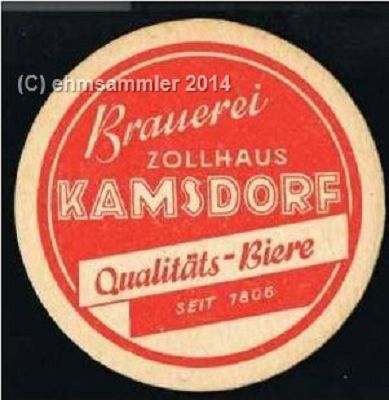 (C) ehmsammler 2014
Brauerei
ZOLLHAUS
KAMSDORF
Qualitäts-Biere
SEIT 1806